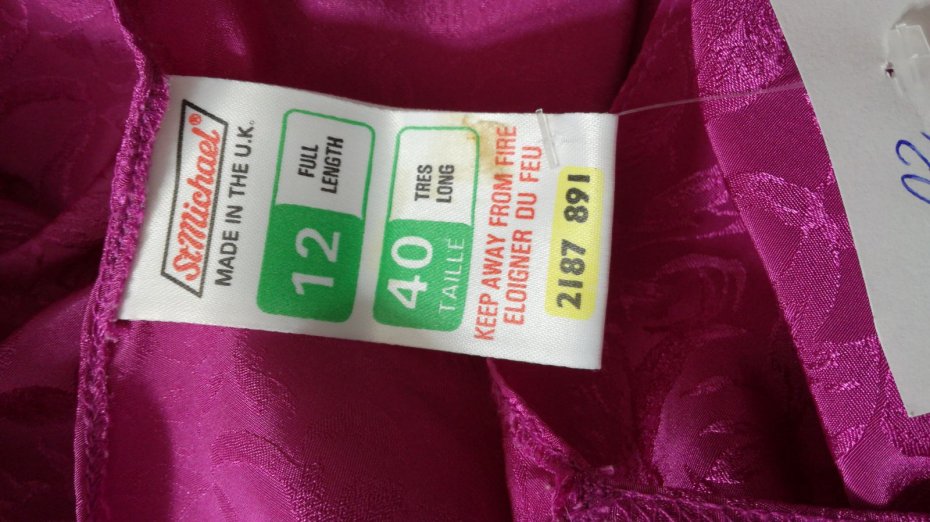 St.Michael®
MADE IN THE U.K.
12 FULL
LENGTH
40 TRES
LONG
TAILLE
KEEP AWAY FROM FIRE
ELOIGNER DU FEU
2187 891